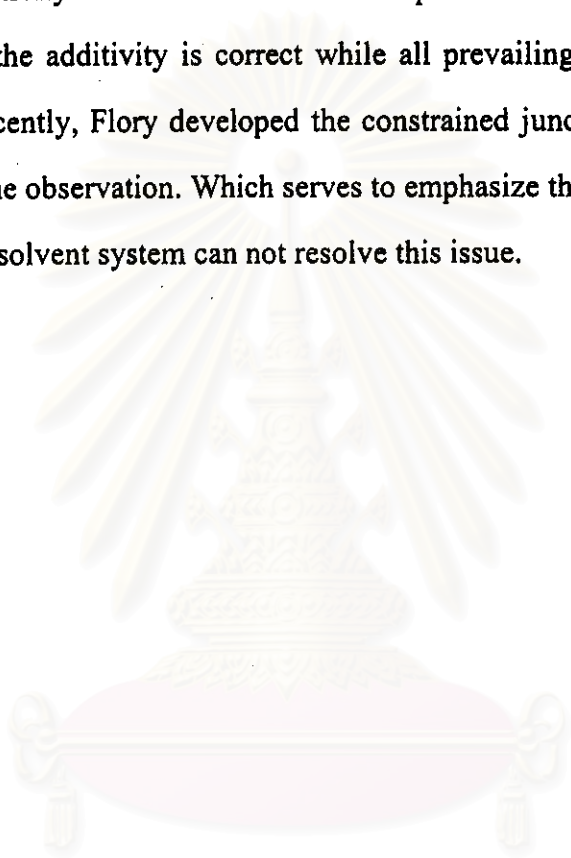 the additivity is correct while all prevailing
cently, Flory developed the constrained junc
e observation. Which serves to emphasize th
solvent system can not resolve this issue.